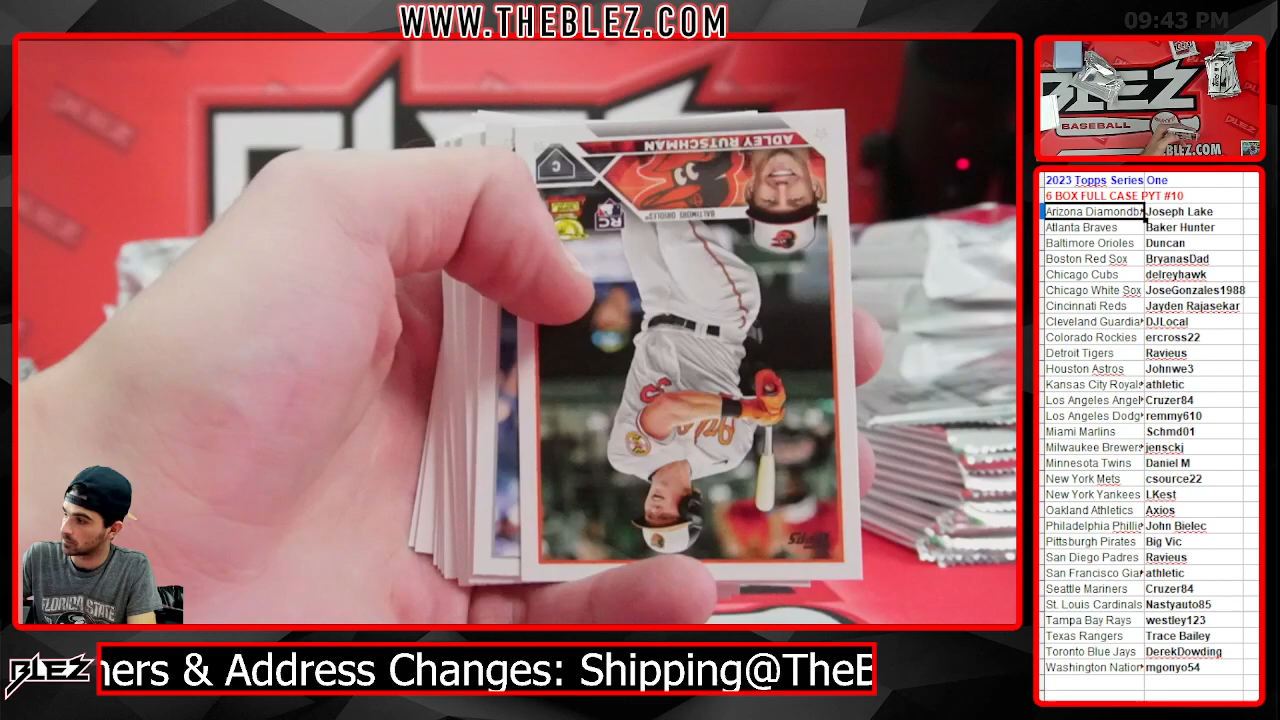 WWW.THEBLEZ.COM
09:43 PM
ADLEY RUTSCHMAN
C
BALTIMORE ORIOLES
RC
BLEZ
BASEBALL
BLEZ.COM
2023 Topps Series One
6 BOX FULL CASE PYT #10
Arizona Diamondb Joseph Lake
Atlanta Braves Baker Hunter
Baltimore Orioles Duncan
Boston Red Sox BryanasDad
Chicago Cubs delreyhawk
Chicago White Sox JoseGonzales1988
Cincinnati Reds Jayden Rajasekar
Cleveland Guardia DJLocal
Colorado Rockies ercross22
Detroit Tigers Ravieus
Houston Astros Johnwe3
Kansas City Royals athletic
Los Angeles Angel Cruzer84
Los Angeles Dodg remmy610
Miami Marlins Schmd01
Milwaukee Brewers jensckj
Minnesota Twins Daniel M
New York Mets csource22
New York Yankees LKest
Oakland Athletics Axios
Philadelphia Phillie John Bielec
Pittsburgh Pirates Big Vic
San Diego Padres Ravieus
San Francisco Gia athletic
Seattle Mariners Cruzer84
St. Louis Cardinals Nastyauto85
Tampa Bay Rays westley123
Texas Rangers Trace Bailey
Toronto Blue Jays DerekDowding
Washington Nation mgonyo54
FLORIDA STATE
BLEZ
ners & Address Changes: Shipping@TheB